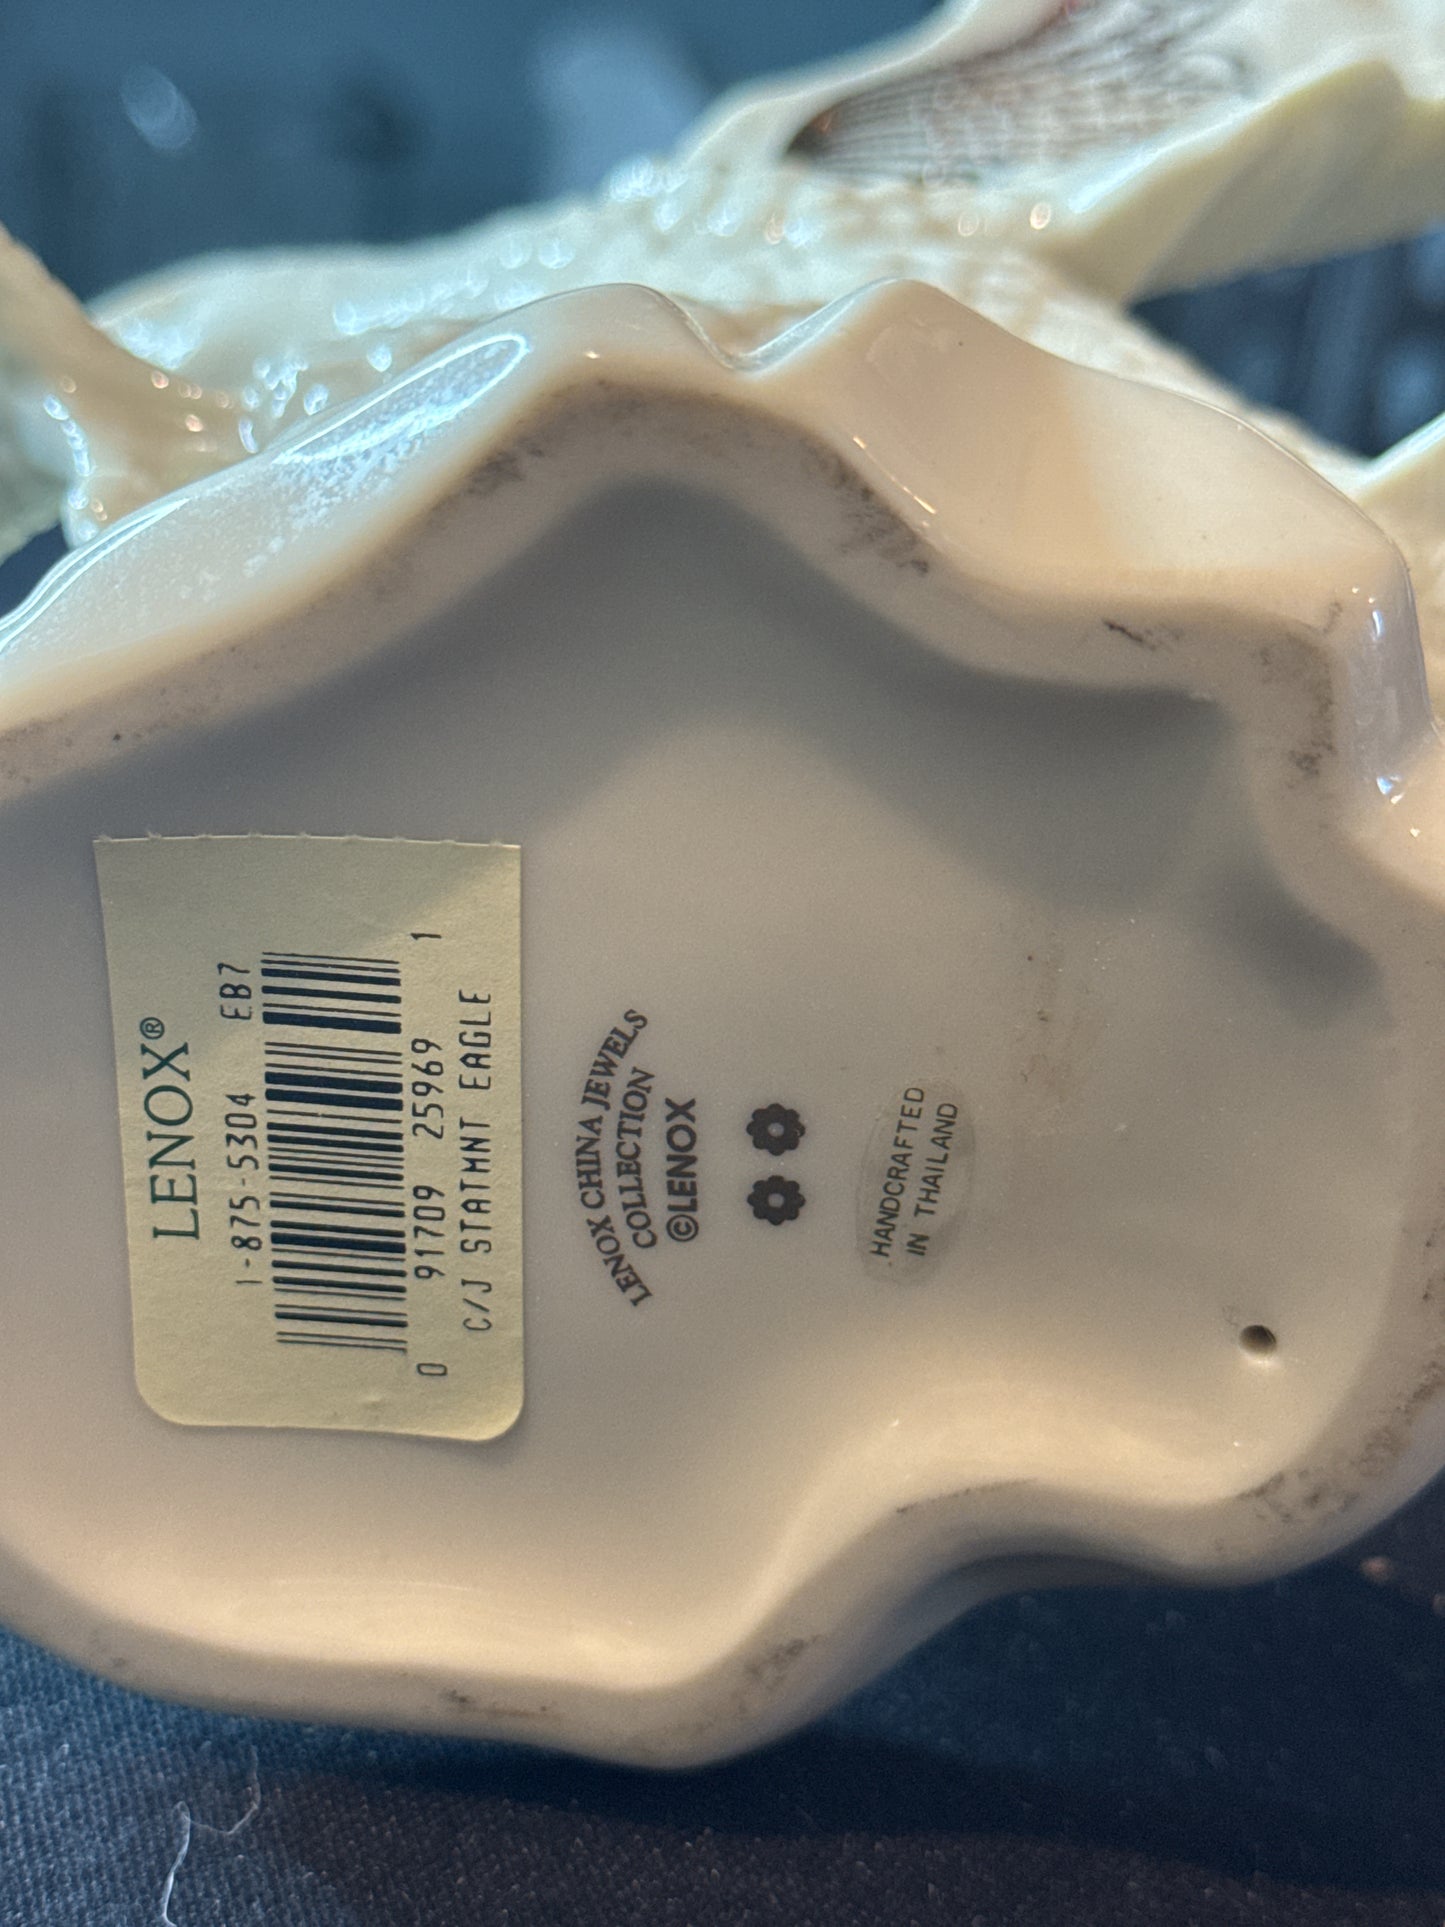 LENOX®
1-875-5304 EB7
0 91709 25969 1
C/J STATMNT EAGLE
LENOX CHINA JEWELS
COLLECTION
©LENOX
HANDCRAFTED
IN THAILAND